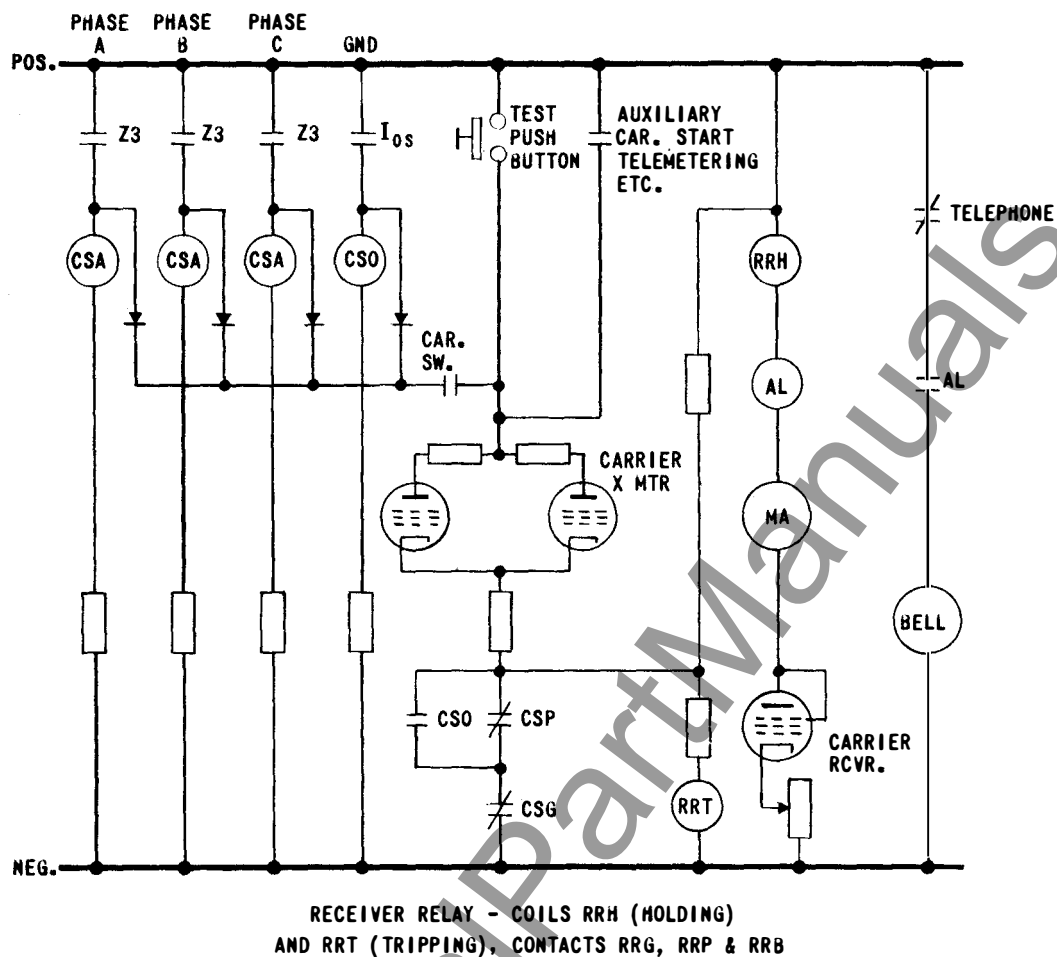 PHASE A
PHASE B
PHASE C
GND
POS.
Z3
Z3
Z3
IOS
TEST
PUSH
BUTTON
AUXILIARY
CAR. START
TELEMETERING
ETC.
TELEPHONE
CSA
CSA
CSA
CSO
RRH
CAR.
SW.
AL
AL
CARRIER
X MTR
MA
BELL
CSO
CSP
CARRIER
RCVR.
CSG
RRT
NEG.
RECEIVER RELAY - COILS RRH (HOLDING)
AND RRT (TRIPPING), CONTACTS RRG, RRP & RRB